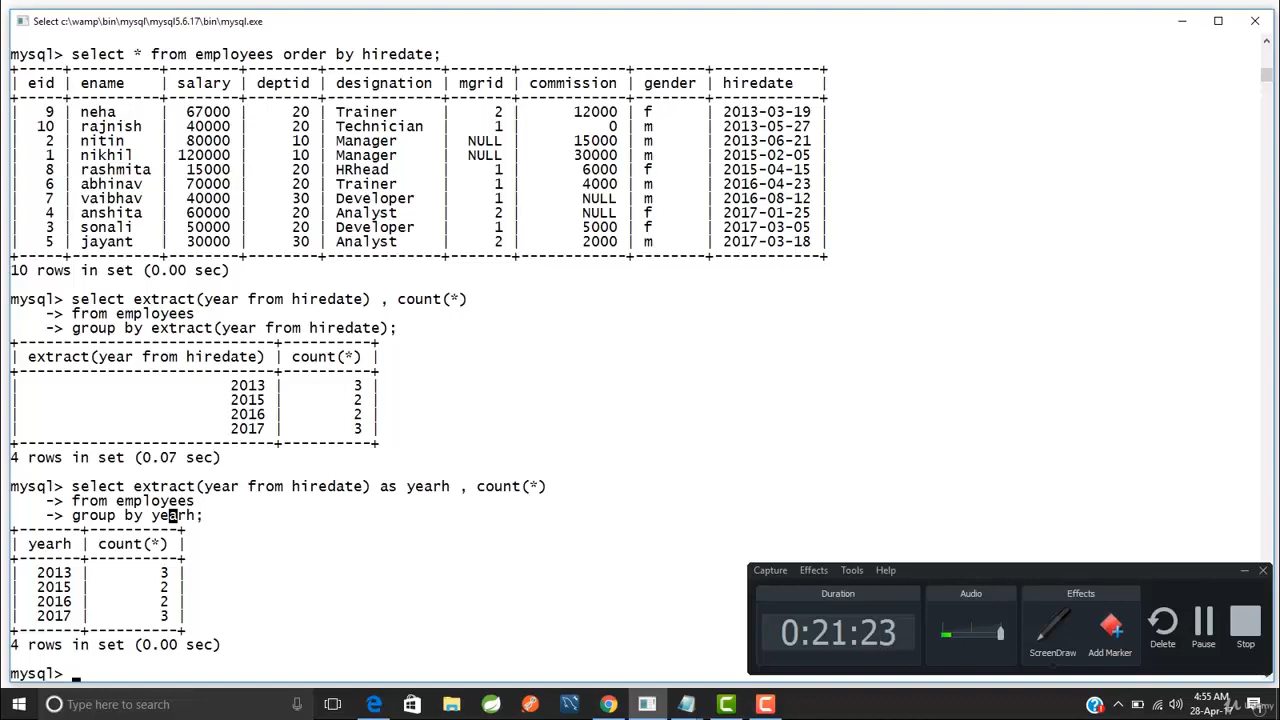 Select c:\wamp\bin\mysql\mysql5.6.17\bin\mysql.exe
mysql> select * from employees order by hiredate;
+-----+----------+--------+--------+-------------+-------+------------+--------+------------+
| eid | ename | salary | deptid | designation | mgrid | commission | gender | hiredate |
| 9 | neha | 67000 | 20 | Trainer | 2 | 12000 | f | 2013-03-19 |
| 10 | rajnish | 40000 | 20 | Technician | 1 | 0 | m | 2013-05-27 |
| 2 | nitin | 80000 | 10 | Manager | NULL | 15000 | m | 2013-06-21 |
| 1 | nikhil | 120000 | 10 | Manager | NULL | 30000 | m | 2015-02-05 |
| 8 | rashmita | 15000 | 20 | HRhead | 1 | 6000 | f | 2015-04-15 |
| 6 | abhinav | 70000 | 20 | Trainer | 1 | 4000 | m | 2016-04-23 |
| 7 | vaibhav | 40000 | 30 | Developer | 1 | NULL | m | 2016-08-12 |
| 4 | anshita | 60000 | 20 | Analyst | 2 | NULL | f | 2017-01-25 |
| 3 | sonali | 50000 | 20 | Developer | 1 | 5000 | f | 2017-03-05 |
| 5 | jayant | 30000 | 30 | Analyst | 2 | 2000 | m | 2017-03-18 |
10 rows in set (0.00 sec)
mysql> select extract(year from hiredate) , count(*)
-> from employees
-> group by extract(year from hiredate);
| extract(year from hiredate) | count(*) |
| 2013 | 3 |
| 2015 | 2 |
| 2016 | 2 |
| 2017 | 3 |
4 rows in set (0.07 sec)
mysql> select extract(year from hiredate) as yearh , count(*)
-> from employees
-> group by yearh;
| yearh | count(*) |
| 2013 | 3 |
| 2015 | 2 |
| 2016 | 2 |
| 2017 | 3 |
4 rows in set (0.00 sec)
mysql>
Capture Effects Tools Help
Duration Audio Effects
0:21:23
ScreenDraw Add Marker Delete Pause Stop
Type here to search
4:55 AM
28-Apr-17